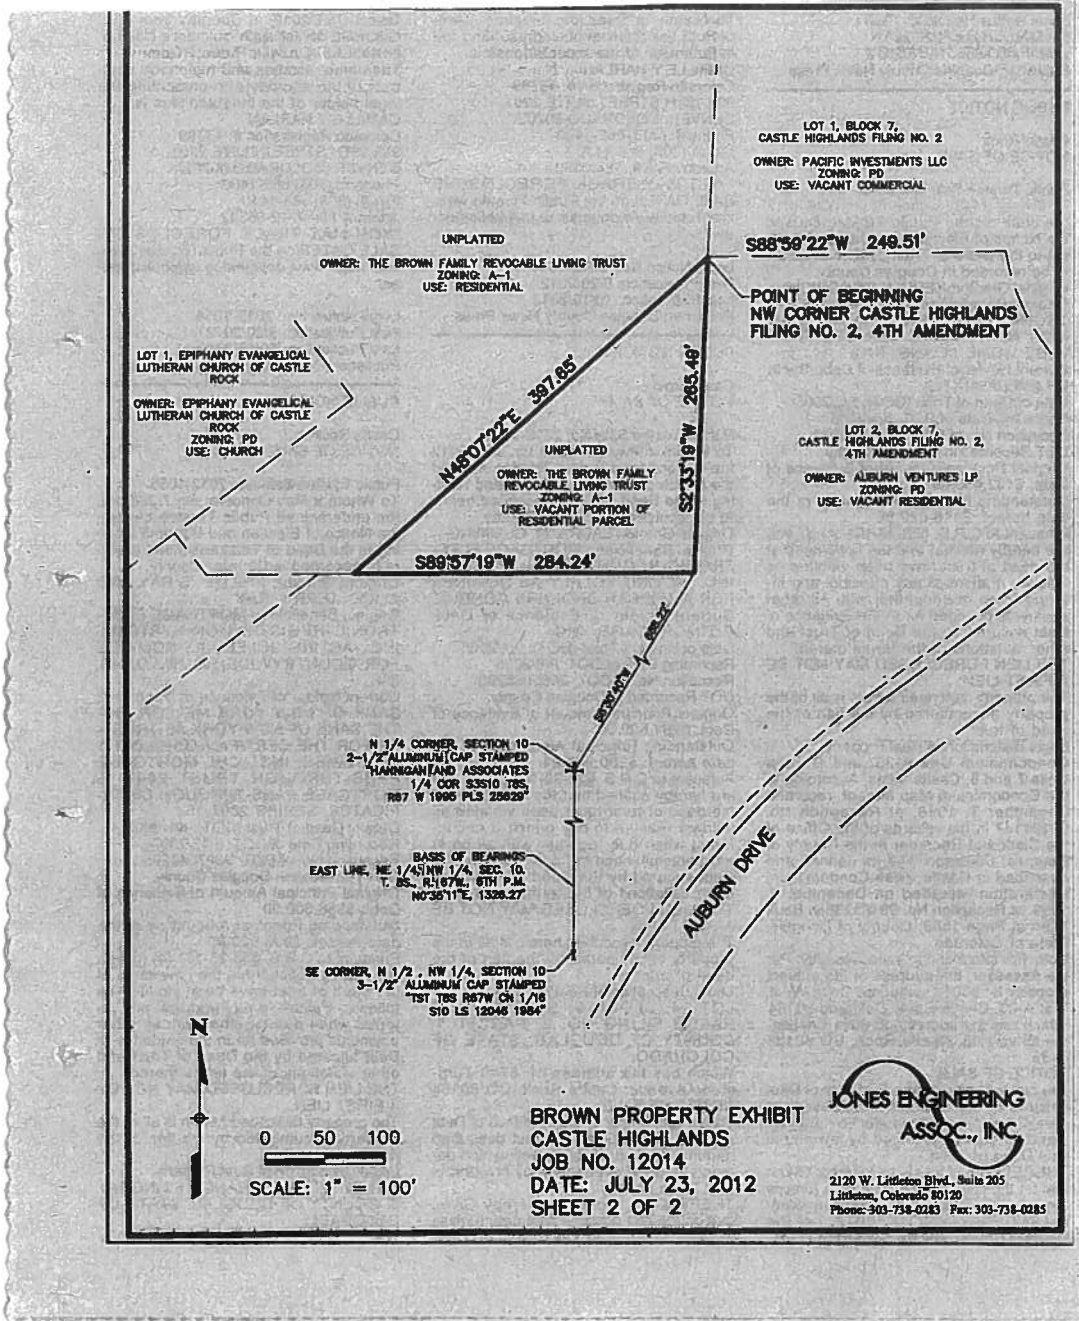 LOT 1, BLOCK 7,
CASTLE HIGHLANDS FILING NO. 2
OWNER: PACIFIC INVESTMENTS LLC
ZONING: PD
USE: VACANT COMMERCIAL
UNPLATTED
OWNER: THE BROWN FAMILY REVOCABLE LIVING TRUST
ZONING: A-1
USE: RESIDENTIAL
S88°59'22"W 249.51'
POINT OF BEGINNING
NW CORNER CASTLE HIGHLANDS
FILING NO. 2, 4TH AMENDMENT
LOT 1, EPIPHANY EVANGELICAL
LUTHERAN CHURCH OF CASTLE
ROCK
OWNER: EPIPHANY EVANGELICAL
LUTHERAN CHURCH OF CASTLE
ROCK
ZONING: PD
USE: CHURCH
N48°07'22"E 397.65'
S2°33'19"W 265.49'
UNPLATTED
OWNER: THE BROWN FAMILY
REVOCABLE LIVING TRUST
ZONING: A-1
USE: VACANT PORTION OF
RESIDENTIAL PARCEL
LOT 2, BLOCK 7,
CASTLE HIGHLANDS FILING NO. 2,
4TH AMENDMENT
OWNER: AUBURN VENTURES LP
ZONING: PD
USE: VACANT RESIDENTIAL
S89°57'19"W 284.24'
N 1/4 CORNER, SECTION 10
2-1/2" ALUMINUM CAP STAMPED
"HANNIGAN AND ASSOCIATES
1/4 COR S3S10 T8S,
R67 W 1995 PLS 25629"
BASIS OF BEARINGS
EAST LINE, NE 1/4, NW 1/4, SEC. 10,
T. 8S., R. 67W., 6TH P.M.
N0°35'11"E, 1326.27'
AUBURN DRIVE
SE CORNER, N 1/2 , NW 1/4, SECTION 10
3-1/2" ALUMINUM CAP STAMPED
"TST T8S R67W CN 1/16
S10 LS 12046 1984"
N
0 50 100
SCALE: 1" = 100'
BROWN PROPERTY EXHIBIT
CASTLE HIGHLANDS
JOB NO. 12014
DATE: JULY 23, 2012
SHEET 2 OF 2
JONES ENGINEERING
ASSOC., INC.
2120 W. Littleton Blvd., Suite 205
Littleton, Colorado 80120
Phone: 303-738-0283 Fax: 303-738-0285